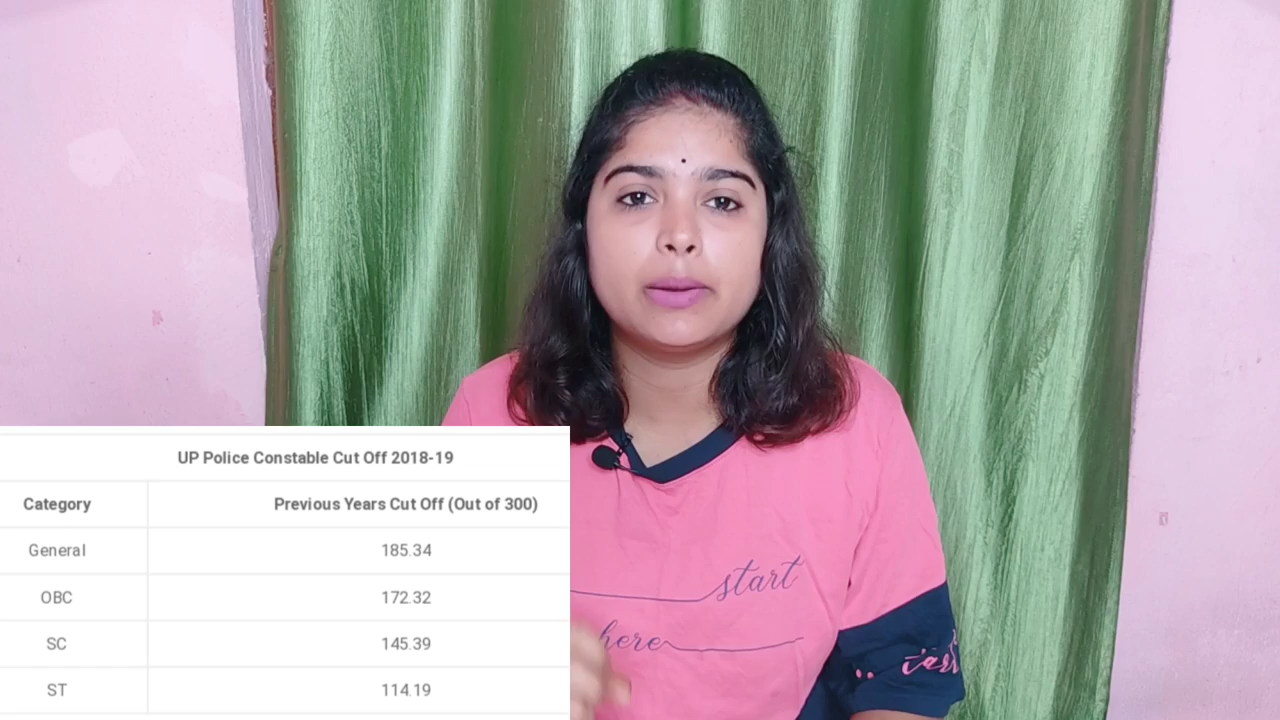 UP Police Constable Cut Off 2018-19
Category Previous Years Cut Off (Out of 300)
General 185.34
OBC 172.32
SC 145.39
ST 114.19
start
here